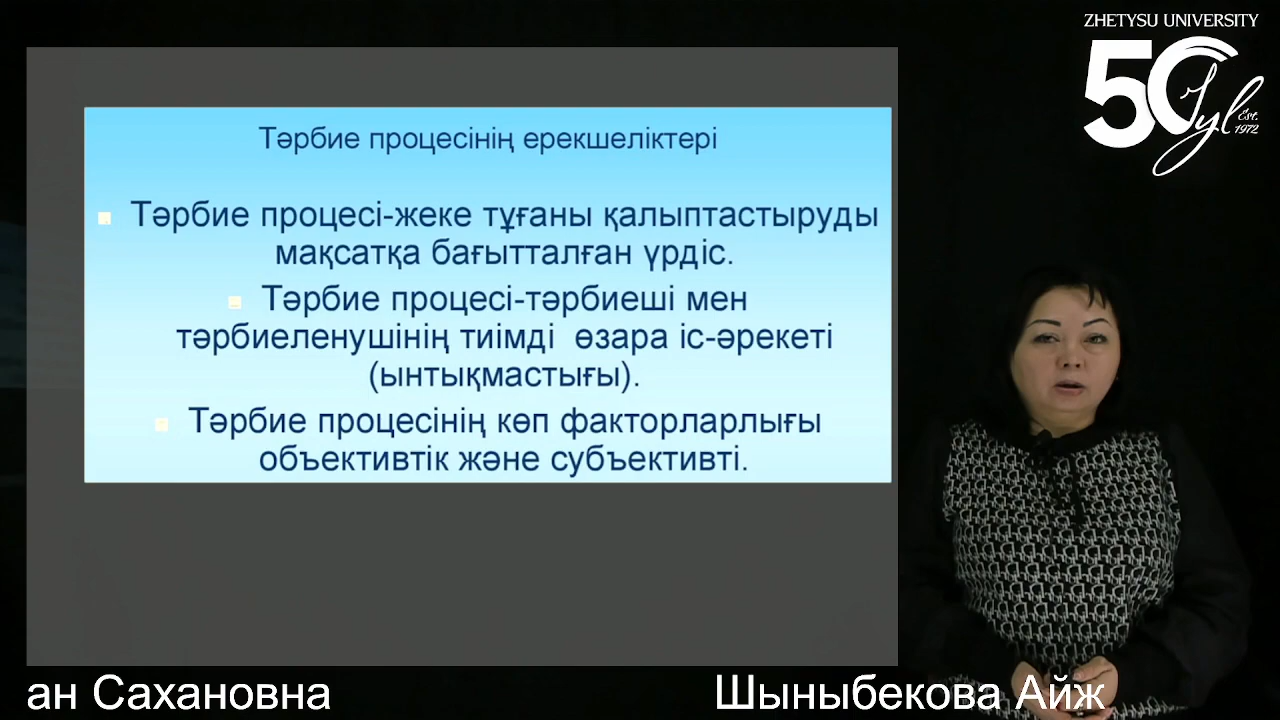 ZHETYSU UNIVERSITY
50 Jyl
Est.
1972
Тәрбие процесінің ерекшеліктері
Тәрбие процесі-жеке тұғаны қалыптастыруды
мақсатқа бағытталған үрдіс.
Тәрбие процесі-тәрбиеші мен
тәрбиеленушінің тиімді өзара іс-әрекеті
(ынтықмастығы).
Тәрбие процесінің көп факторларлығы
объективтік және субъективті.
ан Сахановна Шыныбекова Айж